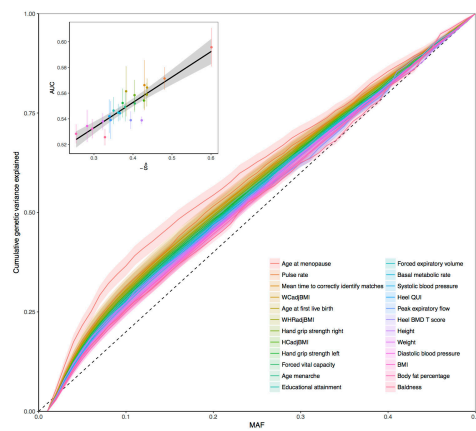 Cumulative genetic variance explained
1.00
0.75
0.50
0.25
0.00
0.0
0.1
0.2
0.3
0.4
MAF
AUC
0.60
0.58
0.56
0.54
0.52
0.3
0.4
0.5
0.6
Age at menopause
Pulse rate
Mean time to correctly identify matches
WCadjBMI
Age at first live birth
WHRadjBMI
Hand grip strength right
HCadjBMI
Hand grip strength left
Forced vital capacity
Age menarche
Educational attainment
Forced expiratory volume
Basal metabolic rate
Systolic blood pressure
Heel QUI
Peak expiratory flow
Heel BMD T score
Height
Weight
Diastolic blood pressure
BMI
Body fat percentage
Baldness